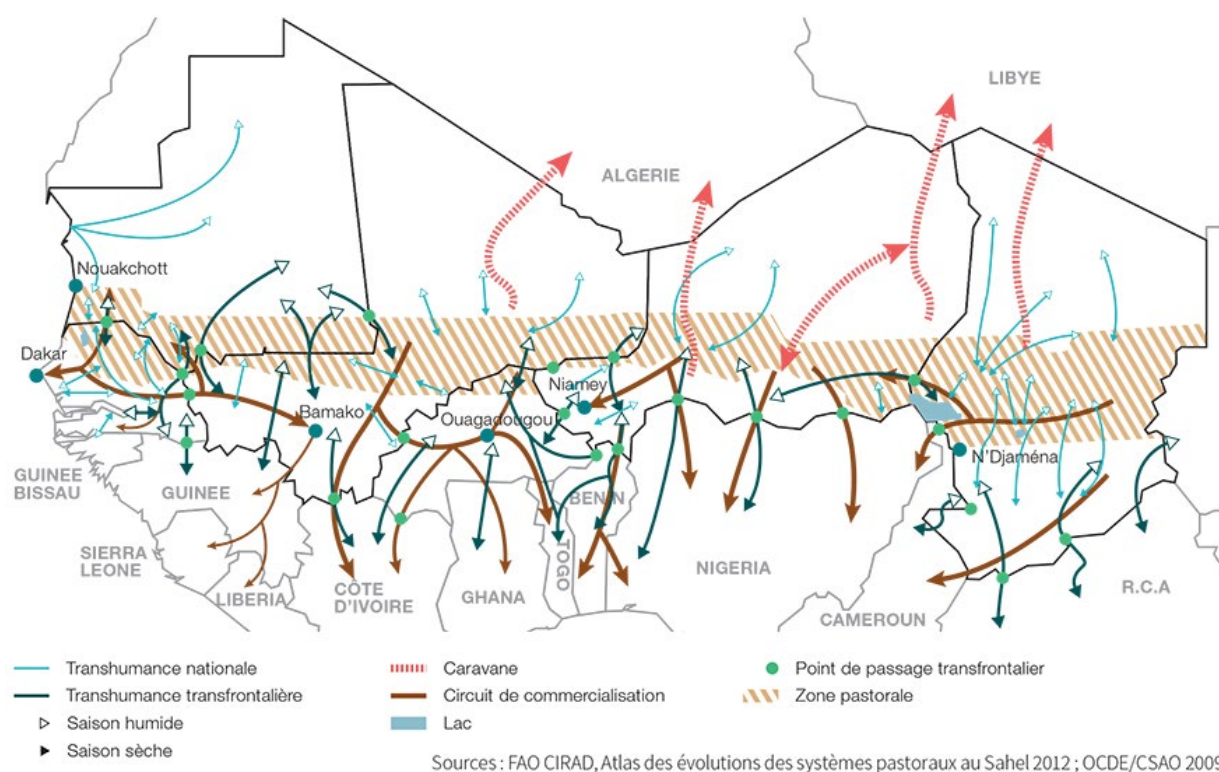 LIBYE
ALGERIE
Nouakchott
Dakar
Bamako
Niamey
Ouagadougou
N'Djaména
GUINEE
BISSAU
GUINEE
BENIN
SIERRA
LEONE
LIBERIA
CÔTE
D'IVOIRE
GHANA
TOGO
NIGERIA
CAMEROUN
R.C.A
Transhumance nationale
Transhumance transfrontalière
Saison humide
Saison sèche
Caravane
Circuit de commercialisation
Lac
Point de passage transfrontalier
Zone pastorale
Sources : FAO CIRAD, Atlas des évolutions des systèmes pastoraux au Sahel 2012 ; OCDE/CSAO 2009